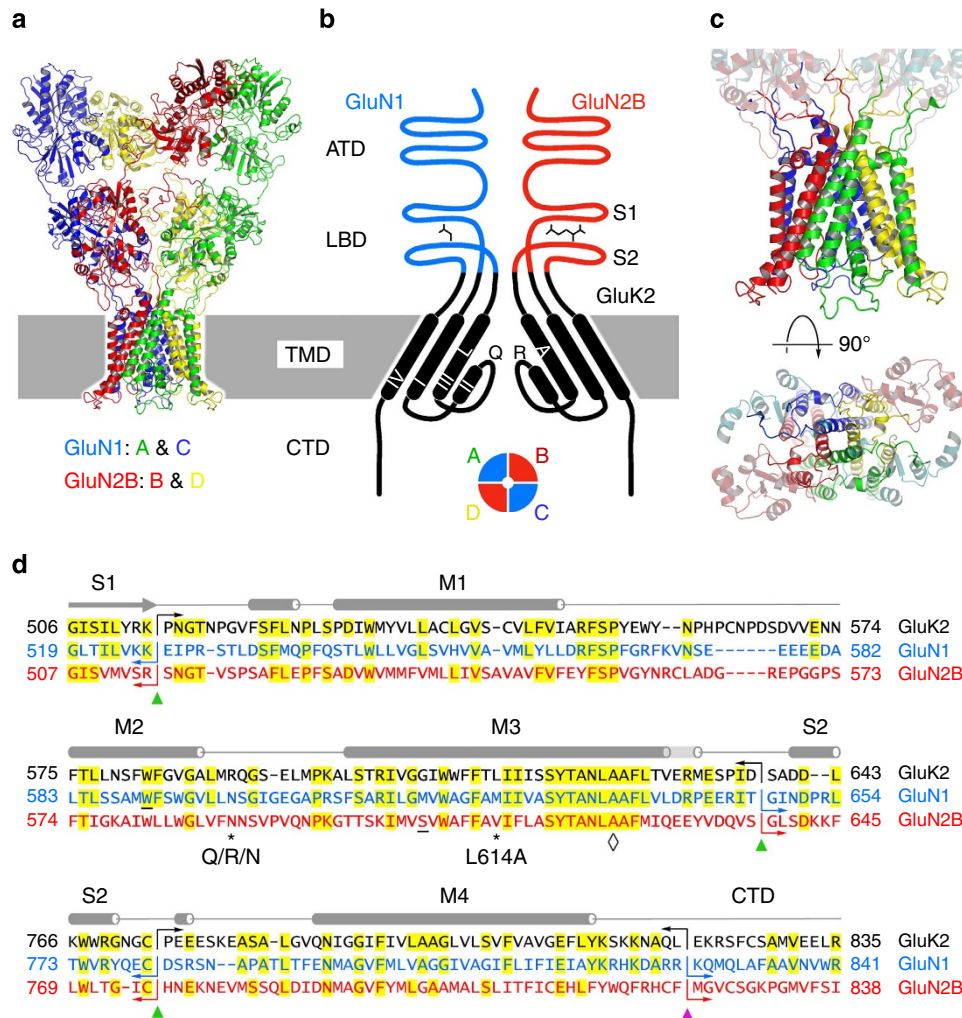 a
b
c
GluN1
GluN2B
ATD
LBD
S1
S2
GluK2
TMD
Q R
IV
I
III
L
II
A
CTD
GluN1: A & C
GluN2B: B & D
A
B
D
C
90°
d
S1 M1
506 GISILYRK PNGTNPGVFSFLNPLSPDIWMYVLLACLGVS-CVLFVIARFSPYEWY--NPHPCNPDSDVVENN 574 GluK2
519 GLTILVKK EIPR-STLDSFMQPFQSTLWLLVGLSVHVVA-VMLYLLDRFSPFGRFKVNSE------EEEEDA 582 GluN1
507 GISVMVSR SNGT-VSPSAFLEPFSADVWVMMFVMLLIVSAVAVFVFEYFSPVGYNRCLADG----REPGGPS 573 GluN2B
M2 M3 S2
575 FTLLNSFWFGVGALMRQGS-ELMPKALSTRIVGGIWWFFTLIIISSYTANLAAFLTVERMESPID SADD--L 643 GluK2
583 LTLSSAMWFSWGVLLNSGIGEGAPRSFSARILGMVWAGFAMIIVASYTANLAAFLVLDRPEERIT GINDPRL 654 GluN1
574 FTIGKAIWLLWGLVFNNSVPVQNPKGTTSKIMVSVWAFFAVIFLASYTANLAAFMIQEEYVDQVS GLSDKKF 645 GluN2B
* * ◊
Q/R/N L614A
S2 M4 CTD
766 KWWRGNGC PEEESKEASA-LGVQNIGGIFIVLAAGLVLSVFVAVGEFLYKSKKNAQL EKRSFCSAMVEELR 835 GluK2
773 TWVRYQEC DSRSN--APATLTFENMAGVFMLVAGGIVAGIFLIFIEIAYKRHKDARR KQMQLAFAAVNVWR 841 GluN1
769 LWLTG-IC HNEKNEVMSSQLDIDNMAGVFYMLGAAMALSLITFICEHLFYWQFRHCF MGVCSGKPGMVFSI 838 GluN2B